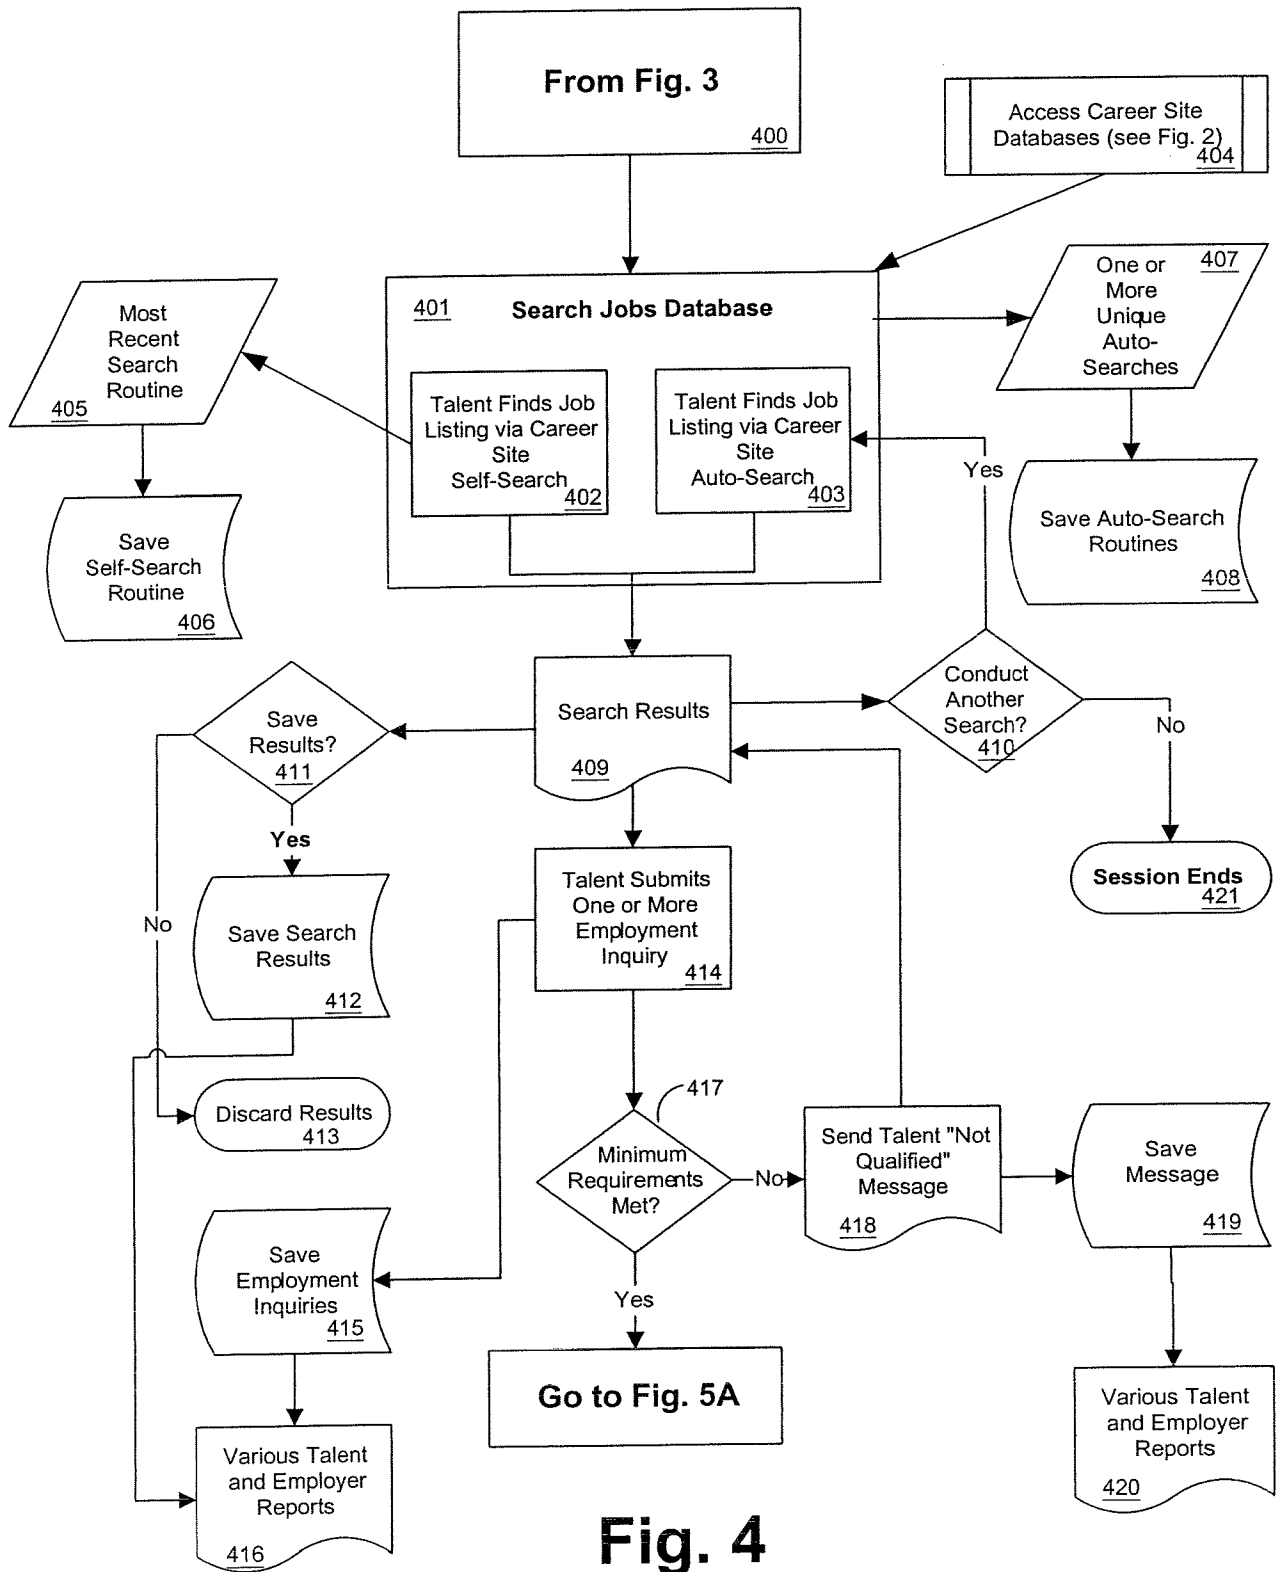 From Fig. 3
400
Access Career Site
Databases (see Fig. 2)
404
401
Search Jobs Database
407
One or
More
Unique
Auto-
Searches
Most
Recent
Search
Routine
405
Talent Finds Job
Listing via Career
Site
Self-Search
402
Talent Finds Job
Listing via Career
Site
Auto-Search
403
Yes
Save Auto-Search
Routines
408
Save
Self-Search
Routine
406
Save
Results?
411
Search Results
409
Conduct
Another
Search?
410
No
Yes
Talent Submits
One or More
Employment
Inquiry
414
Session Ends
421
No
Save Search
Results
412
417
Discard Results
413
Minimum
Requirements
Met?
No
Send Talent "Not
Qualified"
Message
418
Save
Message
419
Save
Employment
Inquiries
415
Yes
Go to Fig. 5A
Various Talent
and Employer
Reports
416
Various Talent
and Employer
Reports
420
Fig. 4